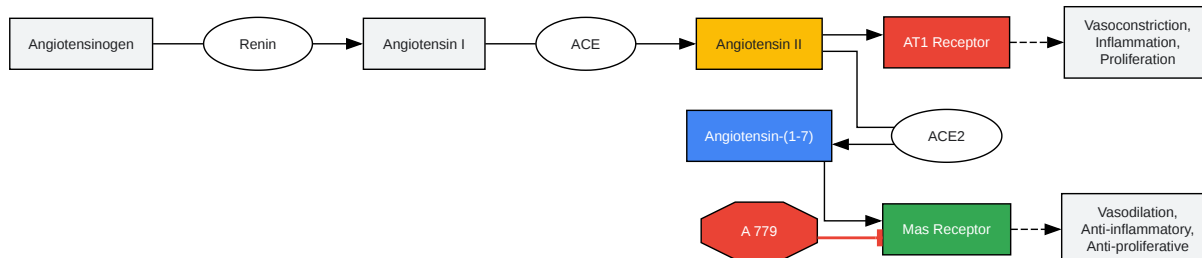 Angiotensinogen
Renin
Angiotensin I
ACE
Angiotensin II
AT1 Receptor
Vasoconstriction,
Inflammation,
Proliferation
Angiotensin-(1-7)
ACE2
A 779
Mas Receptor
Vasodilation,
Anti-inflammatory,
Anti-proliferative